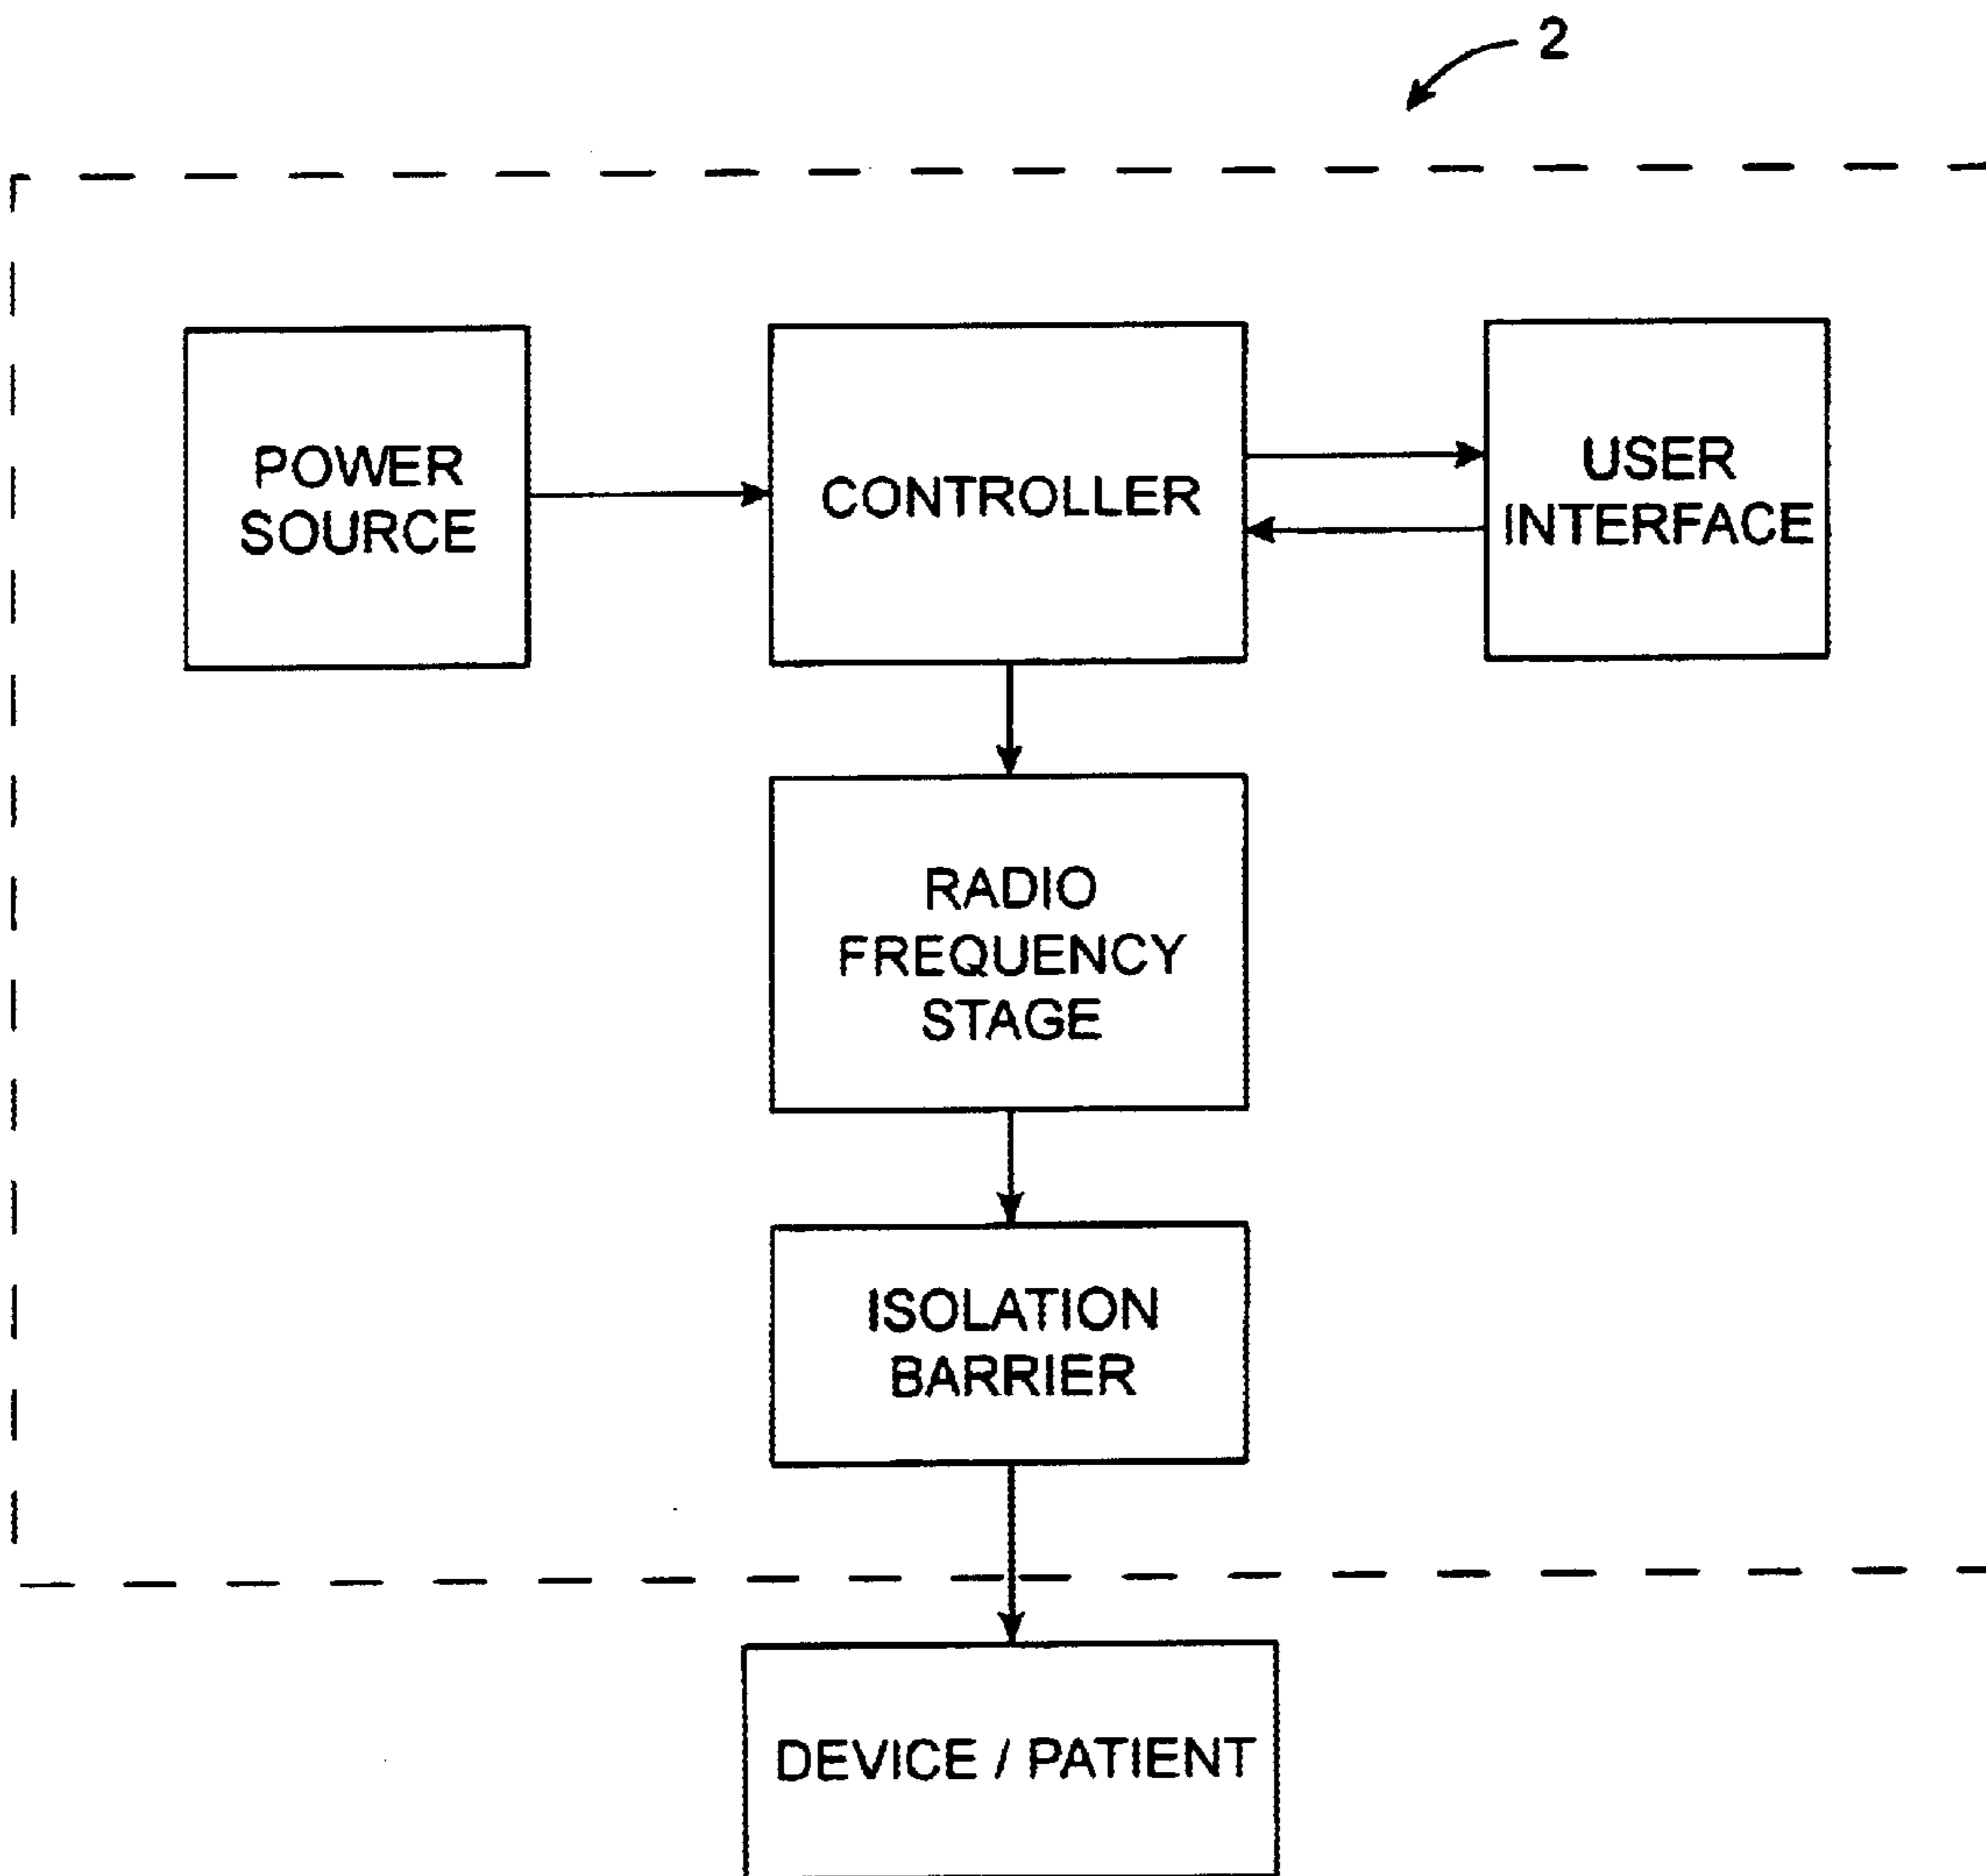 2
POWER
SOURCE
CONTROLLER
USER
INTERFACE
RADIO
FREQUENCY
STAGE
ISOLATION
BARRIER
DEVICE / PATIENT